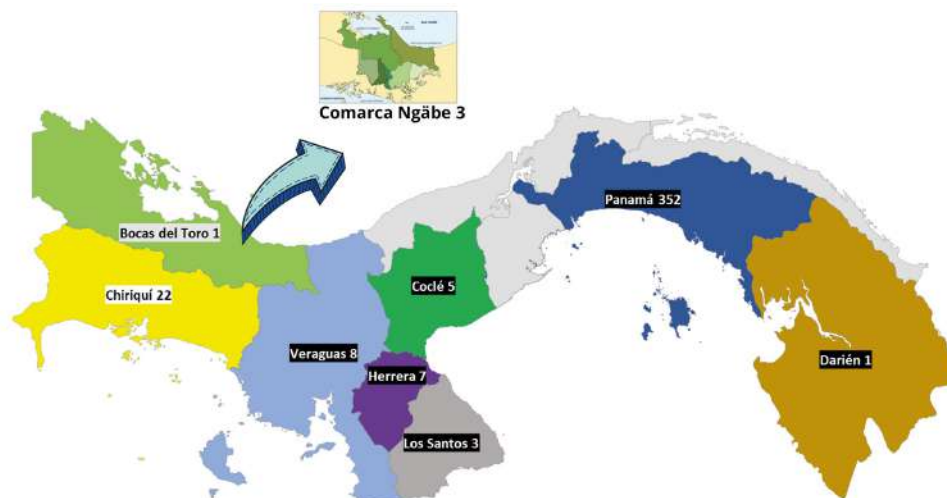 Comarca Ngäbe 3
Bocas del Toro 1
Panamá 352
Chiriquí 22
Coclé 5
Veraguas 8
Darién 1
Herrera 7
Los Santos 3